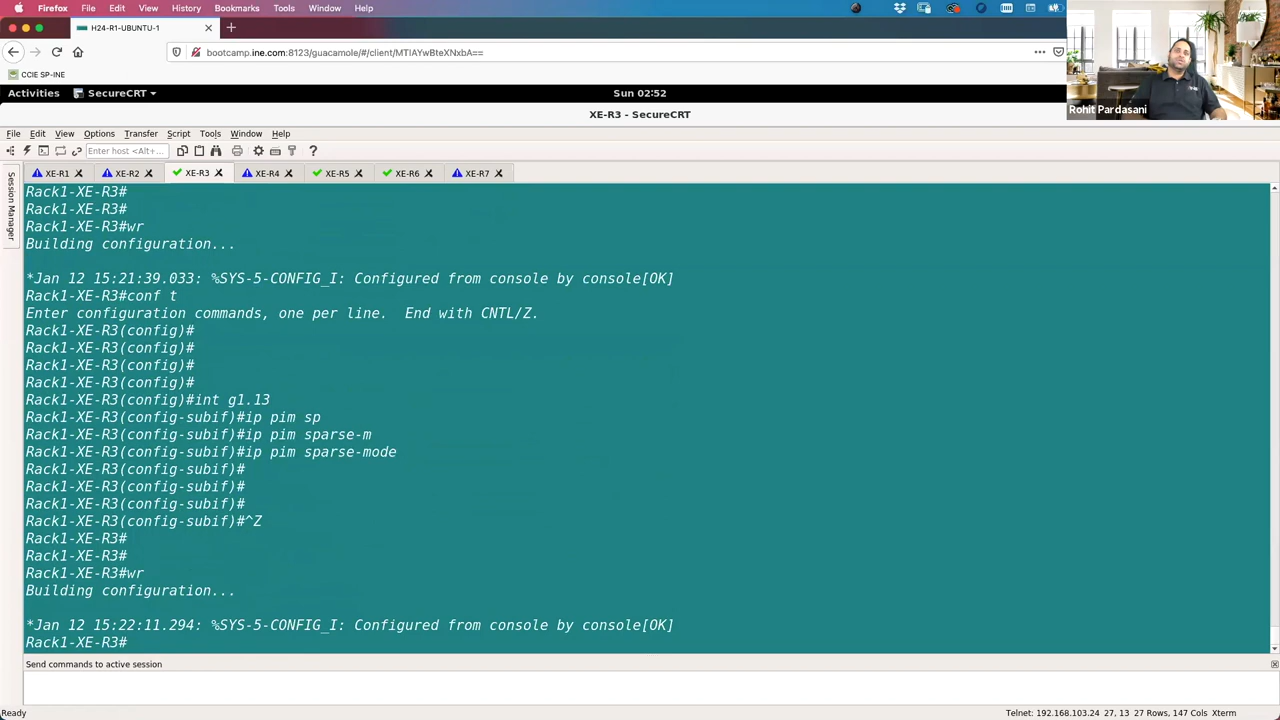 Firefox File Edit View History Bookmarks Tools Window Help
H24-R1-UBUNTU-1
bootcamp.ine.com:8123/guacamole/#/client/MTIAYwBteXNxbA==
CCIE SP-INE
Rohit Pardasani
Activities SecureCRT Sun 02:52
XE-R3 - SecureCRT
File Edit View Options Transfer Script Tools Window Help
Enter host <Alt+...
Session Manager
XE-R1 XE-R2 XE-R3 XE-R4 XE-R5 XE-R6 XE-R7
Rack1-XE-R3#
Rack1-XE-R3#
Rack1-XE-R3#wr
Building configuration...
*Jan 12 15:21:39.033: %SYS-5-CONFIG_I: Configured from console by console[OK]
Rack1-XE-R3#conf t
Enter configuration commands, one per line.  End with CNTL/Z.
Rack1-XE-R3(config)#
Rack1-XE-R3(config)#
Rack1-XE-R3(config)#
Rack1-XE-R3(config)#
Rack1-XE-R3(config)#int g1.13
Rack1-XE-R3(config-subif)#ip pim sp
Rack1-XE-R3(config-subif)#ip pim sparse-m
Rack1-XE-R3(config-subif)#ip pim sparse-mode
Rack1-XE-R3(config-subif)#
Rack1-XE-R3(config-subif)#
Rack1-XE-R3(config-subif)#
Rack1-XE-R3(config-subif)#^Z
Rack1-XE-R3#
Rack1-XE-R3#
Rack1-XE-R3#wr
Building configuration...
*Jan 12 15:22:11.294: %SYS-5-CONFIG_I: Configured from console by console[OK]
Rack1-XE-R3#
Send commands to active session
Ready Telnet: 192.168.103.24 27, 13 27 Rows, 147 Cols Xterm